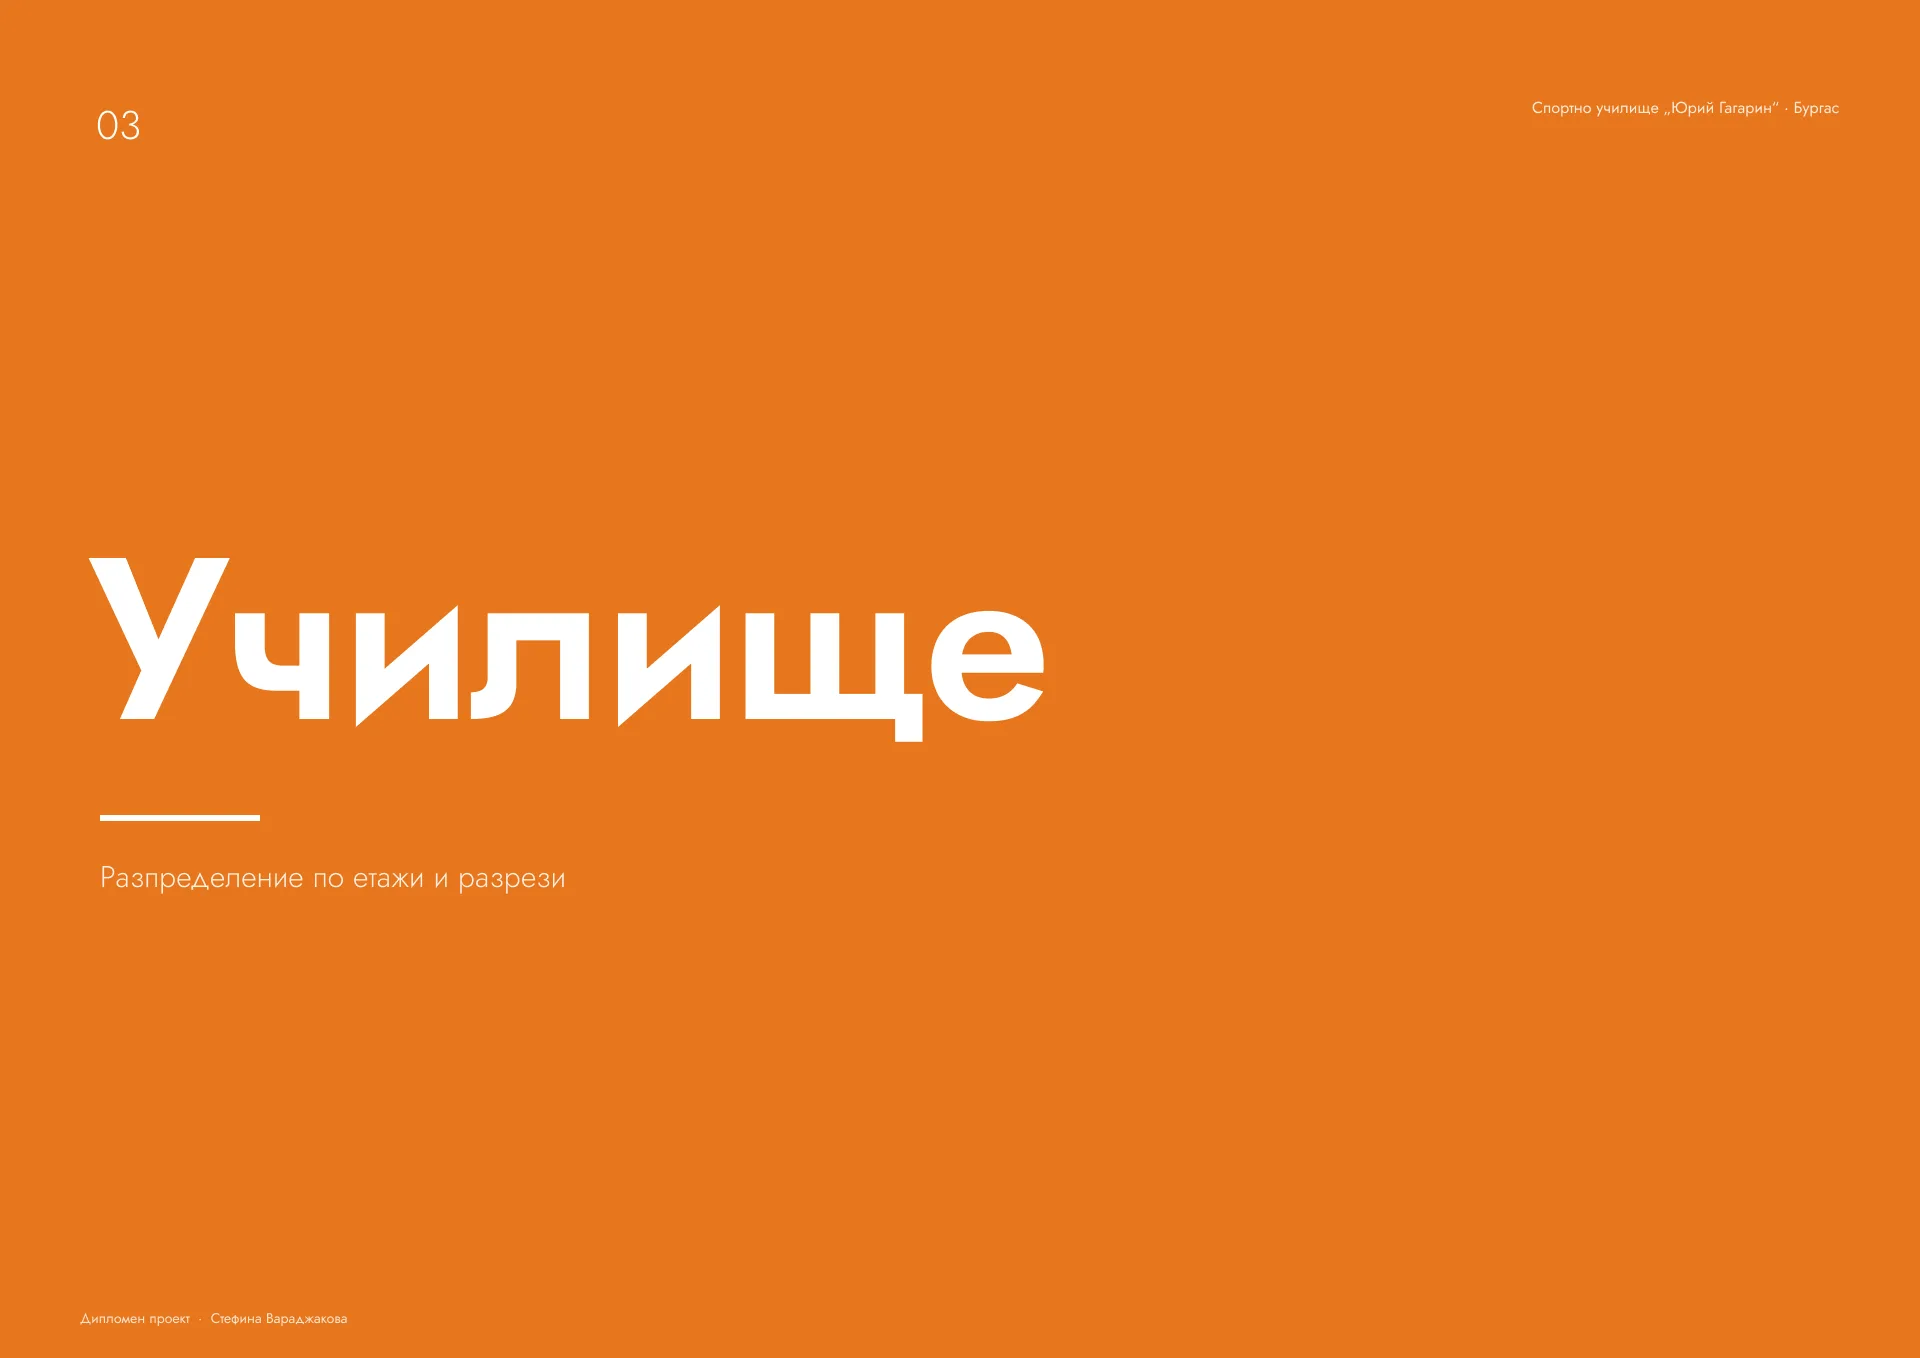 03
Спортно училище „Юрий Гагарин“ · Бургас
Училище
Разпределение по етажи и разрези
Дипломен проект · Стефина Вараджакова